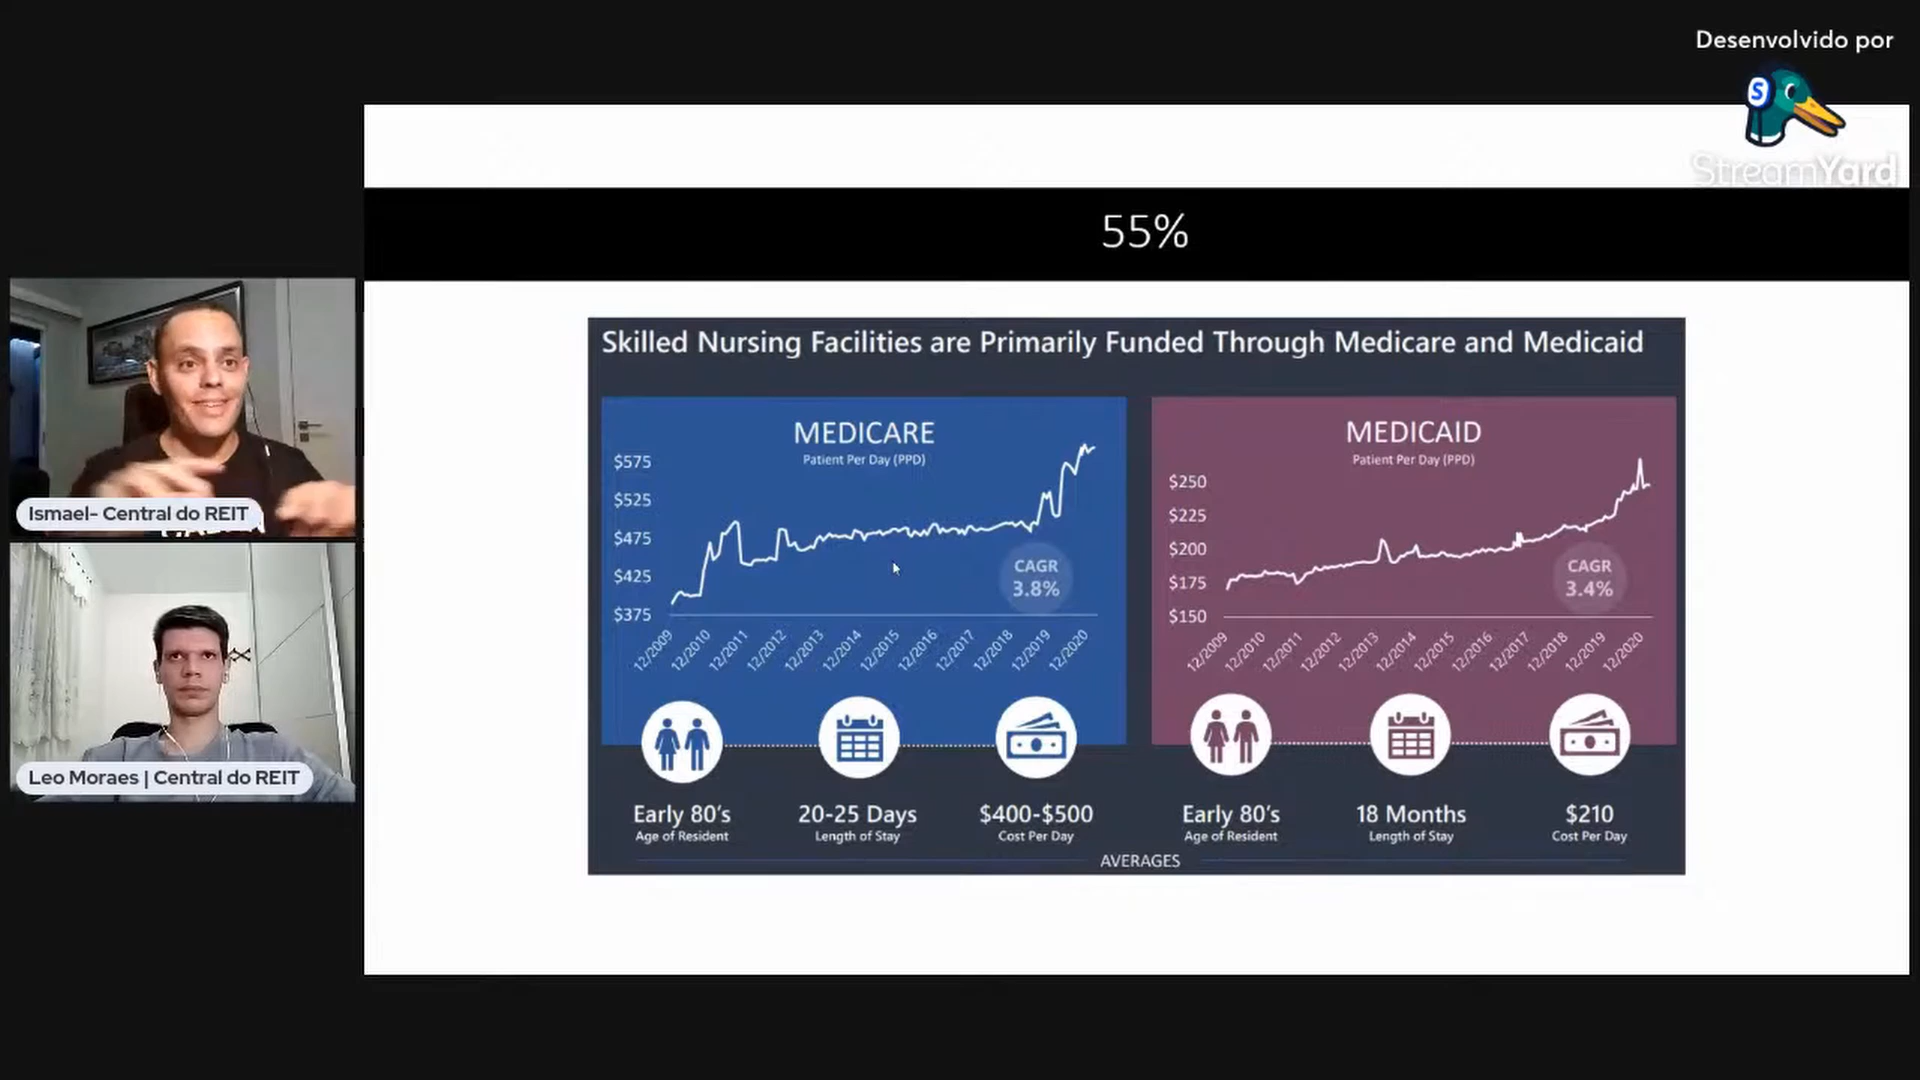 Desenvolvido por
S
StreamYard
55%
Ismael- Central do REIT
Leo Moraes | Central do REIT
Skilled Nursing Facilities are Primarily Funded Through Medicare and Medicaid
MEDICARE
Patient Per Day (PPD)
$575
$525
$475
$425
$375
CAGR
3.8%
12/2009
12/2010
12/2011
12/2012
12/2013
12/2014
12/2015
12/2016
12/2017
12/2018
12/2019
12/2020
Early 80's
Age of Resident
20-25 Days
Length of Stay
$400-$500
Cost Per Day
MEDICAID
Patient Per Day (PPD)
$250
$225
$200
$175
$150
CAGR
3.4%
12/2009
12/2010
12/2011
12/2012
12/2013
12/2014
12/2015
12/2016
12/2017
12/2018
12/2019
12/2020
Early 80's
Age of Resident
18 Months
Length of Stay
$210
Cost Per Day
AVERAGES